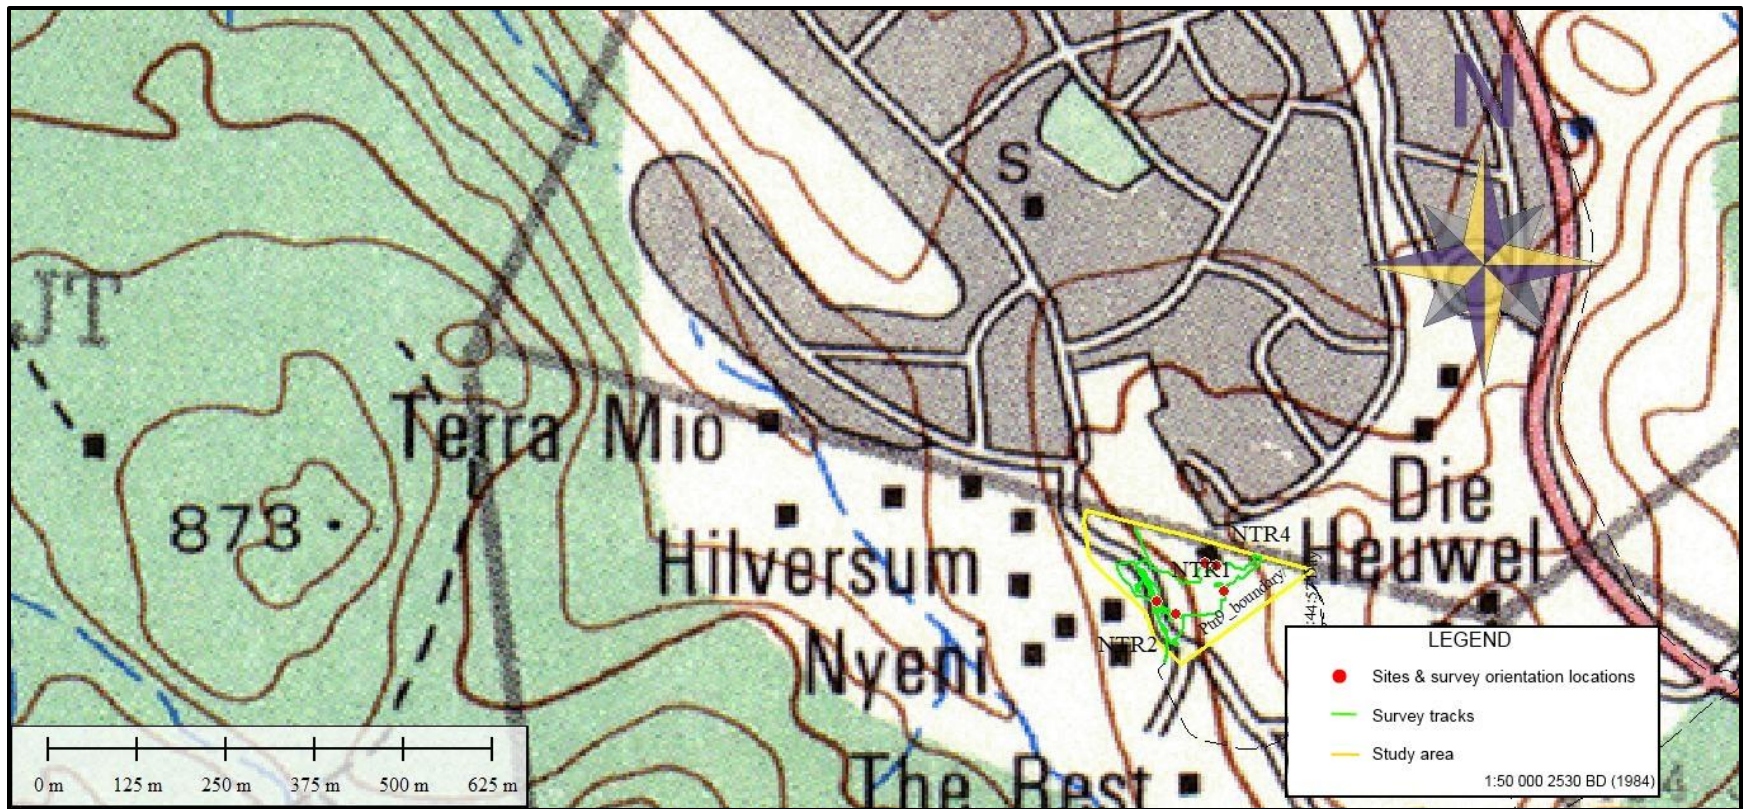 N
S
JT
Terra Mio
873
Die
Heuwel
Hilversum
NTR4
NTR1
Ptn9_boundary
NTR2
Nyeni
The Rest
LEGEND
Sites & survey orientation locations
Survey tracks
Study area
1:50 000 2530 BD (1984)
0 m 125 m 250 m 375 m 500 m 625 m